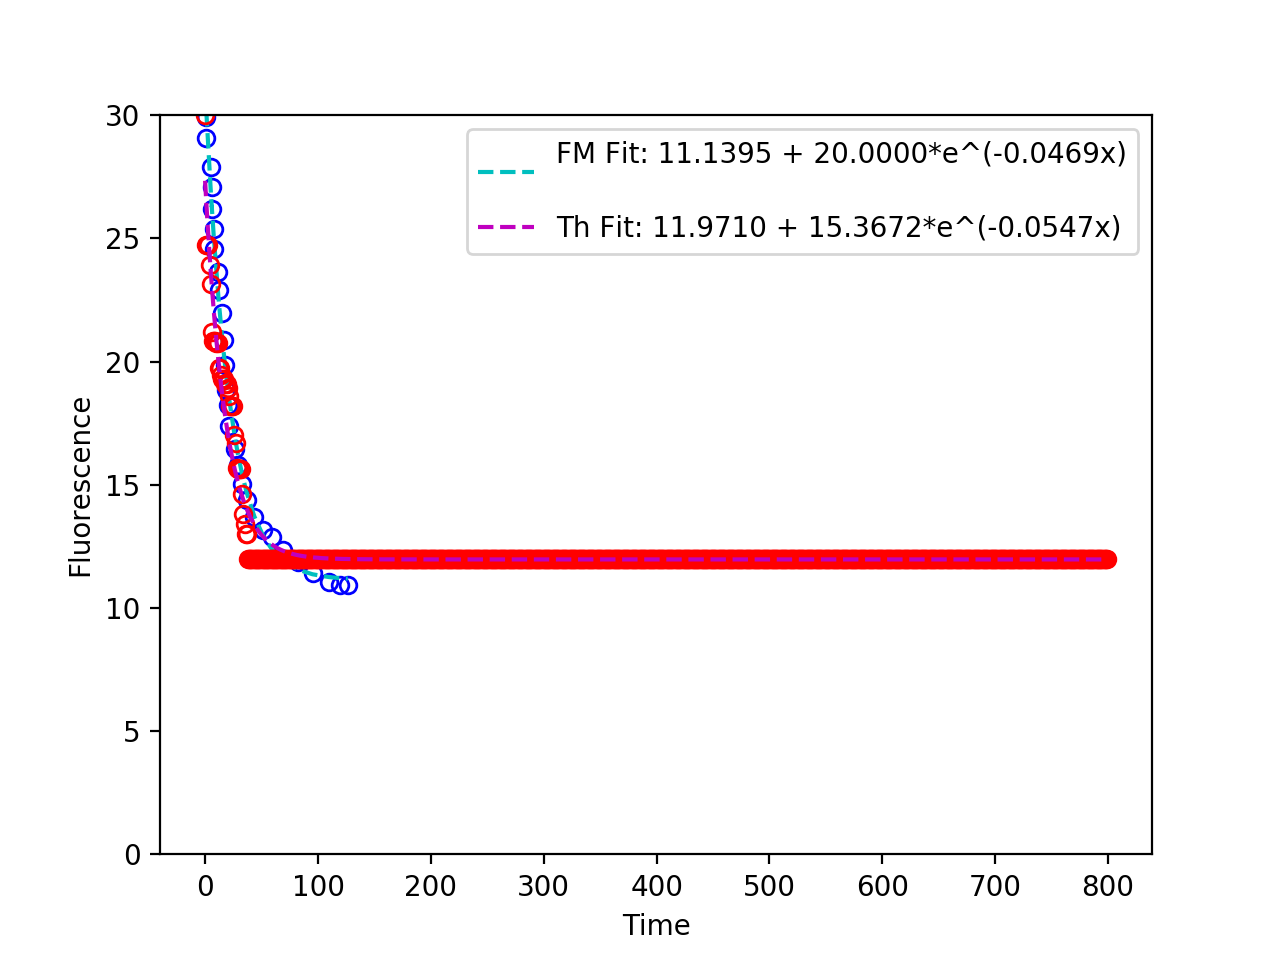 FM Fit: 11.1395 + 20.0000*e^(-0.0469x)
Th Fit: 11.9710 + 15.3672*e^(-0.0547x)
30
25
20
15
10
5
0
Fluorescence
0 100 200 300 400 500 600 700 800
Time